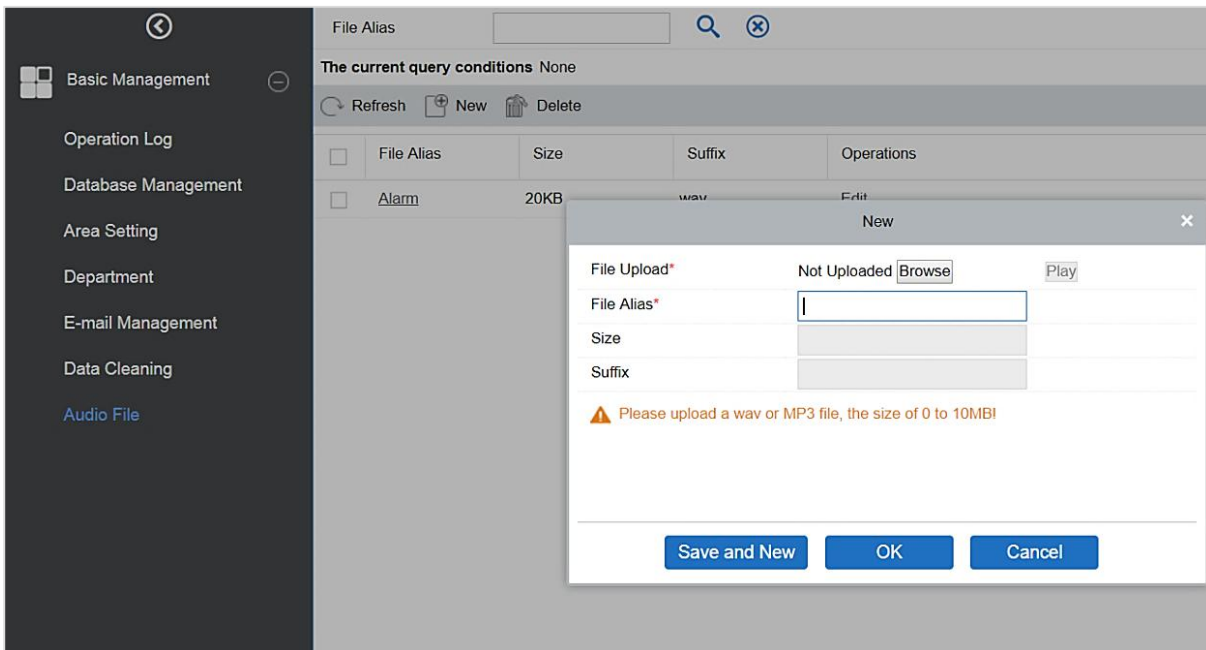 File Alias
The current query conditions None
Refresh New Delete
File Alias Size Suffix Operations
Alarm 20KB wav Edit
Basic Management
Operation Log
Database Management
Area Setting
Department
E-mail Management
Data Cleaning
Audio File
New
File Upload* Not Uploaded Browse Play
File Alias*
Size
Suffix
Please upload a wav or MP3 file, the size of 0 to 10MB!
Save and New OK Cancel